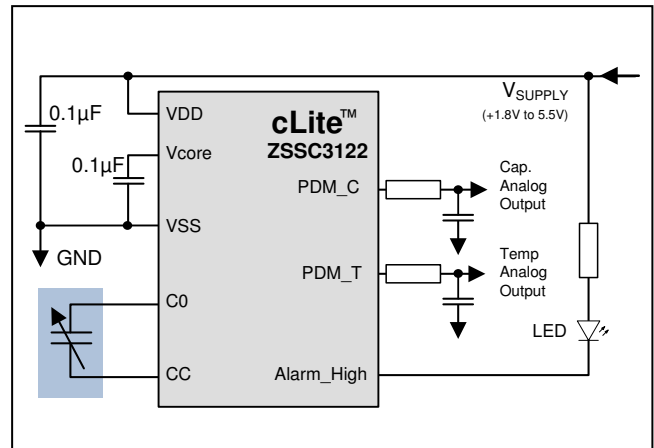 0.1µF
VDD
cLite™
ZSSC3122
VSUPPLY
(+1.8V to 5.5V)
0.1µF
Vcore
PDM_C
Cap.
Analog
Output
VSS
GND
PDM_T
Temp
Analog
Output
C0
LED
CC
Alarm_High